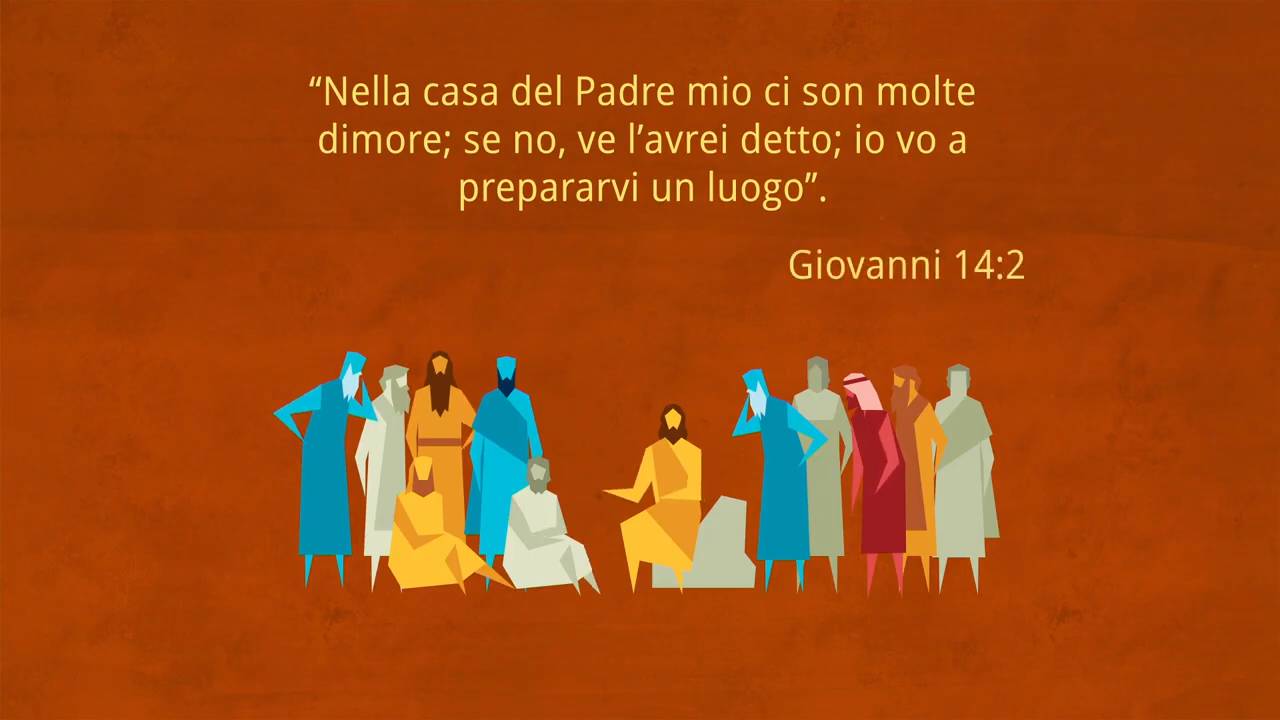 “Nella casa del Padre mio ci son molte
dimore; se no, ve l’avrei detto; io vo a
prepararvi un luogo”.
Giovanni 14:2